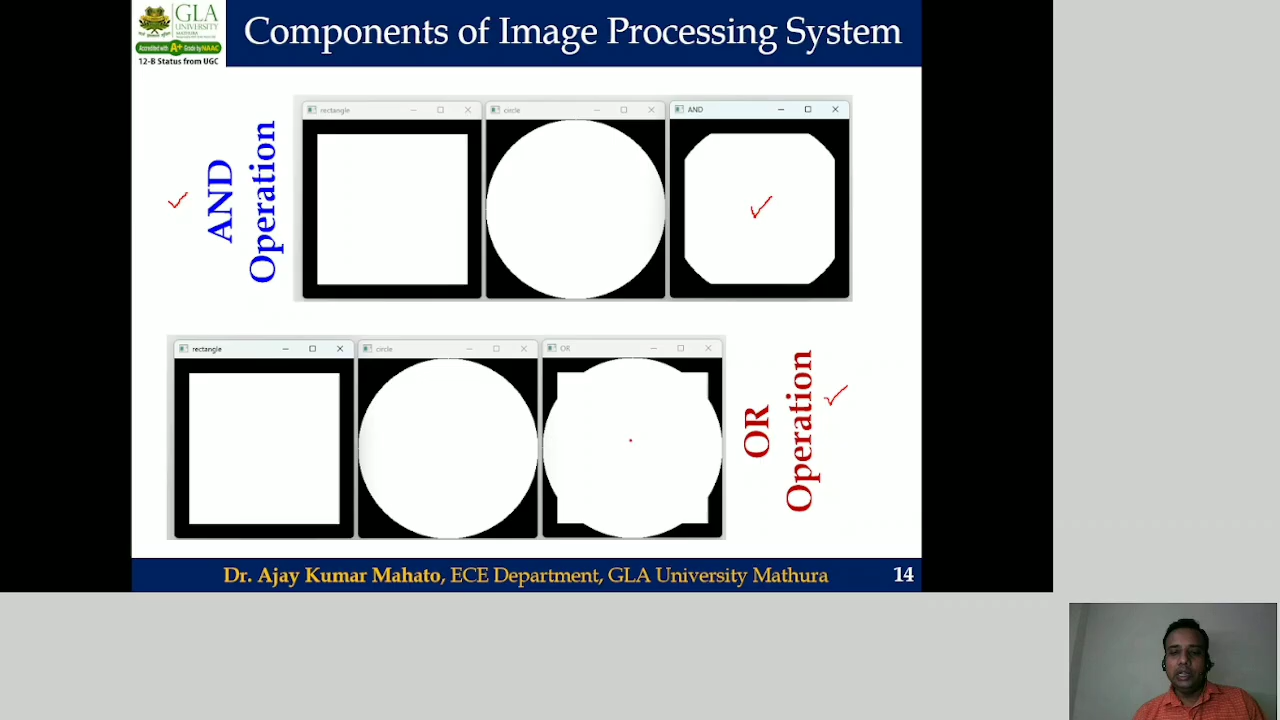 GLA
UNIVERSITY
MATHURA
Accredited with A+ Grade by NAAC
12-B Status from UGC
Components of Image Processing System
AND
Operation
rectangle
circle
AND
rectangle
circle
OR
OR
Operation
Dr. Ajay Kumar Mahato, ECE Department, GLA University Mathura
14